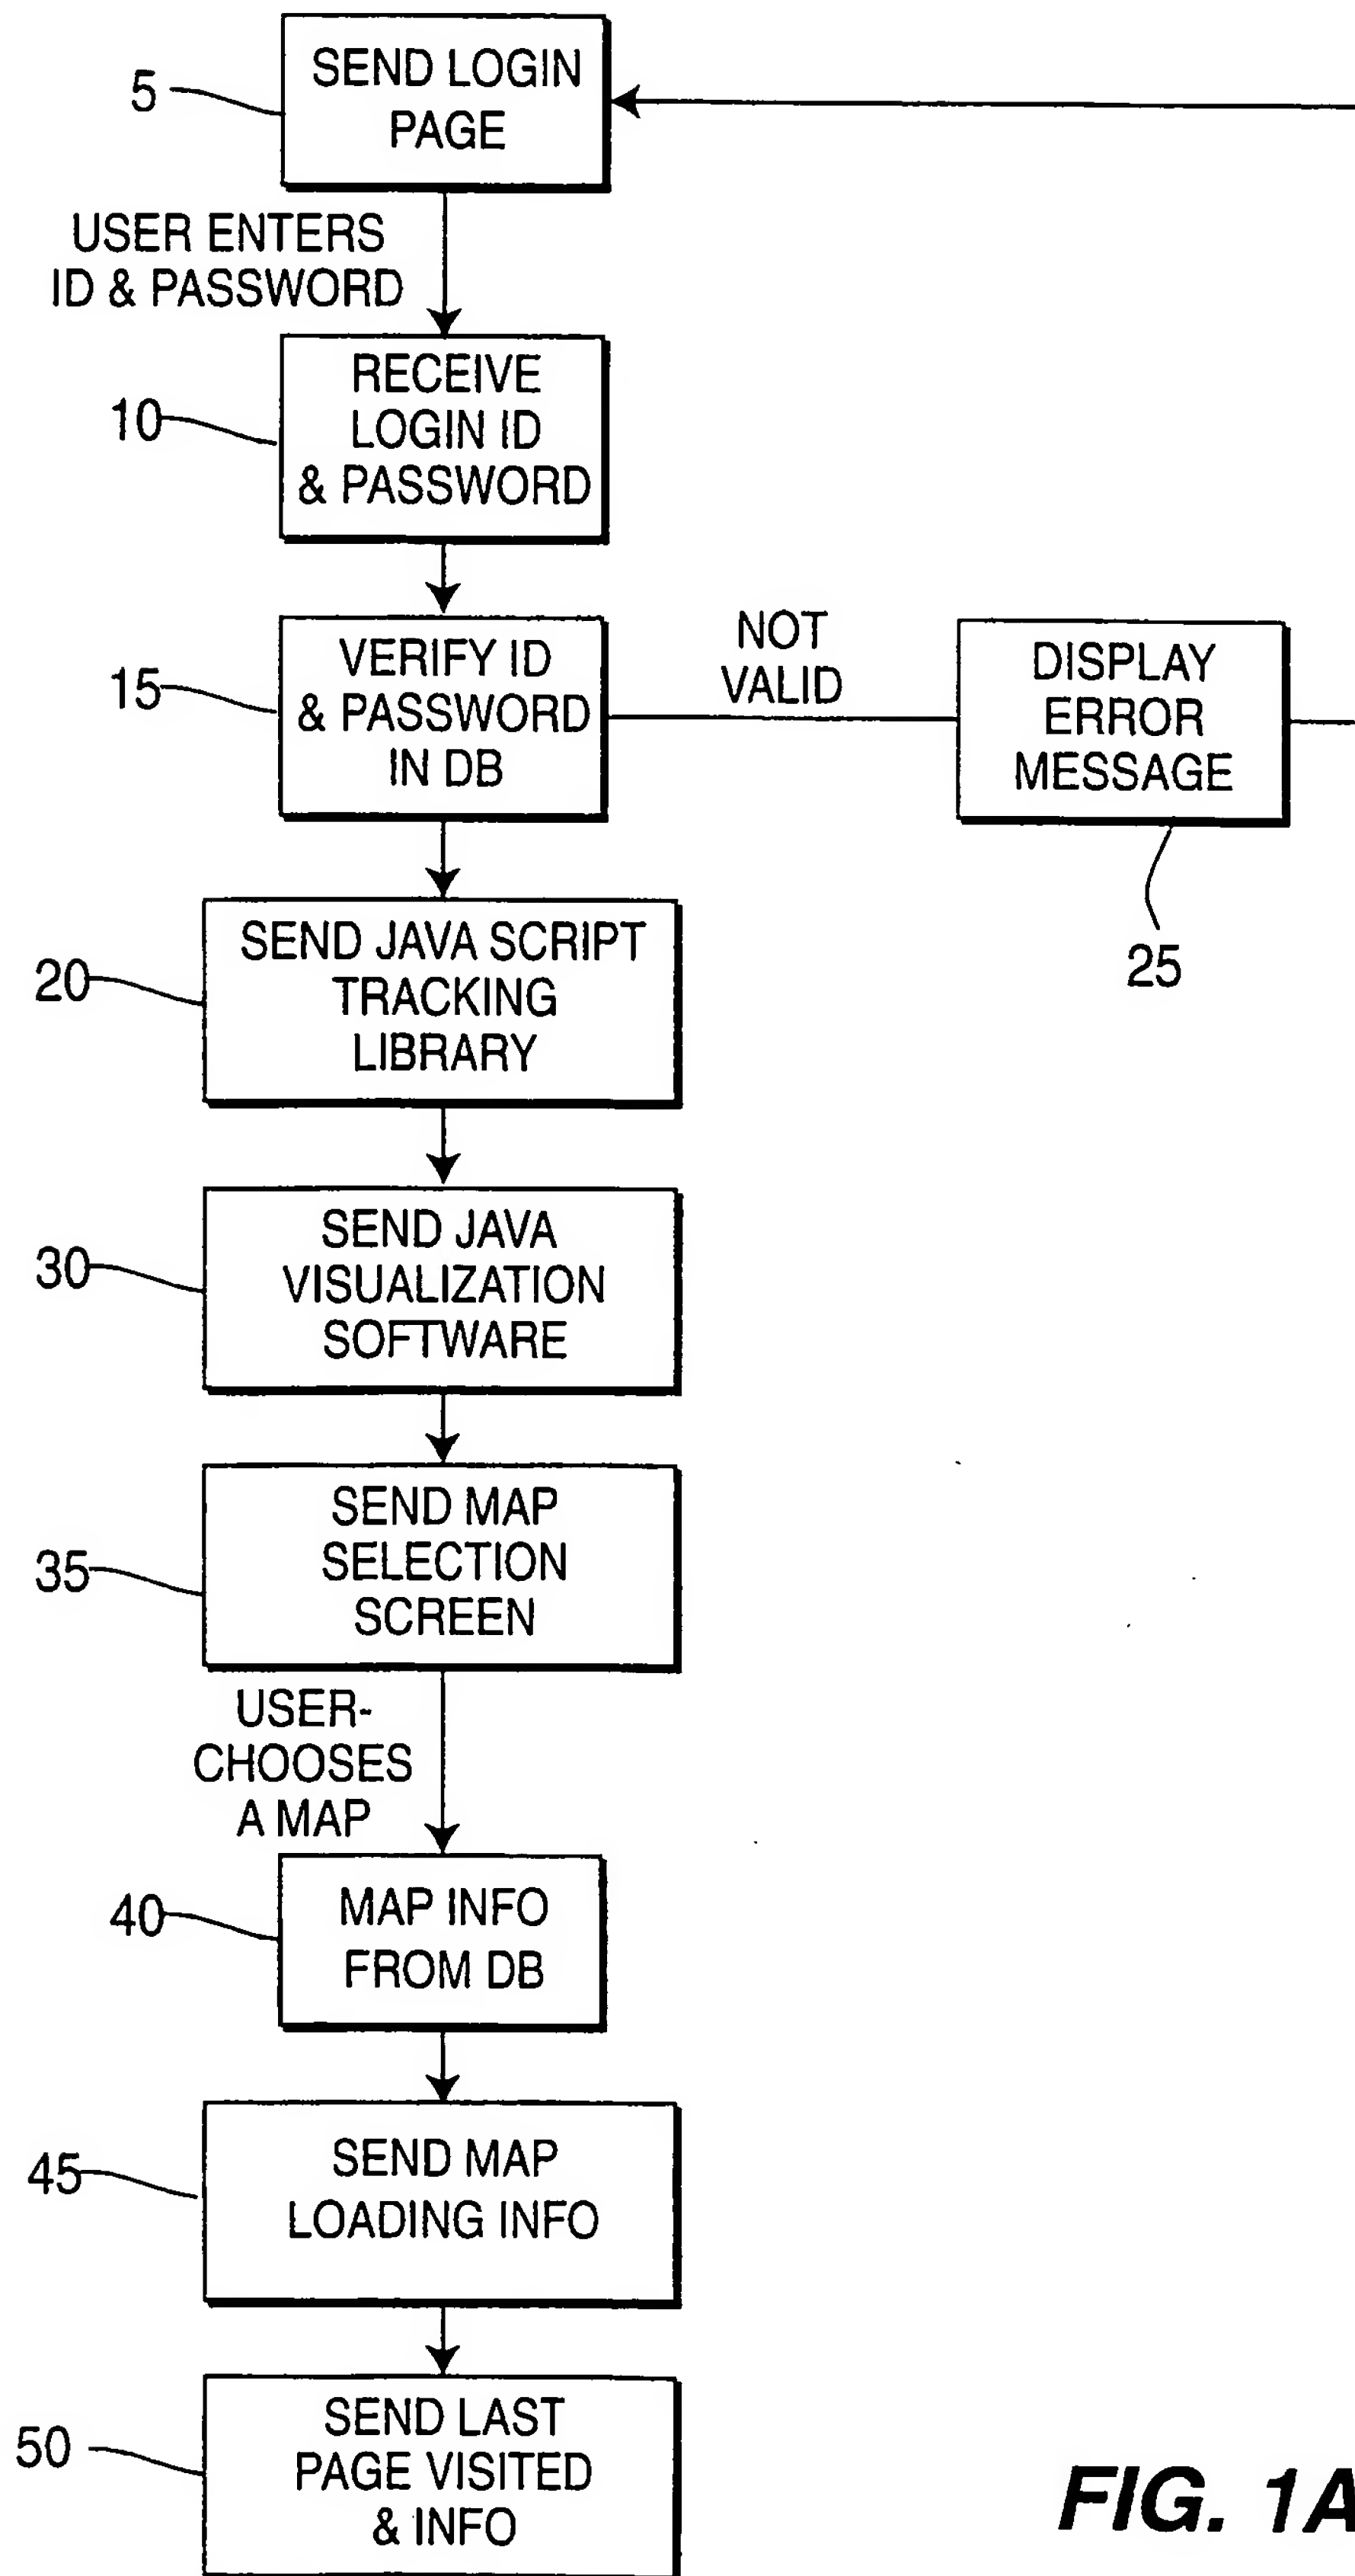 SEND LOGIN
PAGE
5
USER ENTERS
ID & PASSWORD
RECEIVE
LOGIN ID
& PASSWORD
10
VERIFY ID
& PASSWORD
IN DB
15
NOT
VALID
DISPLAY
ERROR
MESSAGE
25
SEND JAVA SCRIPT
TRACKING
LIBRARY
20
SEND JAVA
VISUALIZATION
SOFTWARE
30
SEND MAP
SELECTION
SCREEN
35
USER-
CHOOSES
A MAP
MAP INFO
FROM DB
40
SEND MAP
LOADING INFO
45
SEND LAST
PAGE VISITED
& INFO
50
FIG. 1A